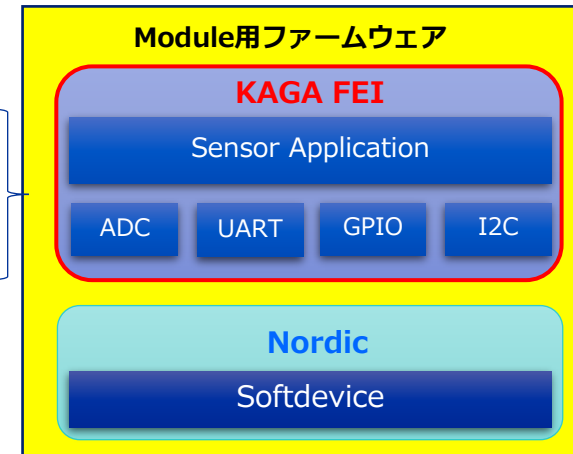 Module用ファームウェア
KAGA FEI
Sensor Application
ADC UART GPIO I2C
Nordic
Softdevice